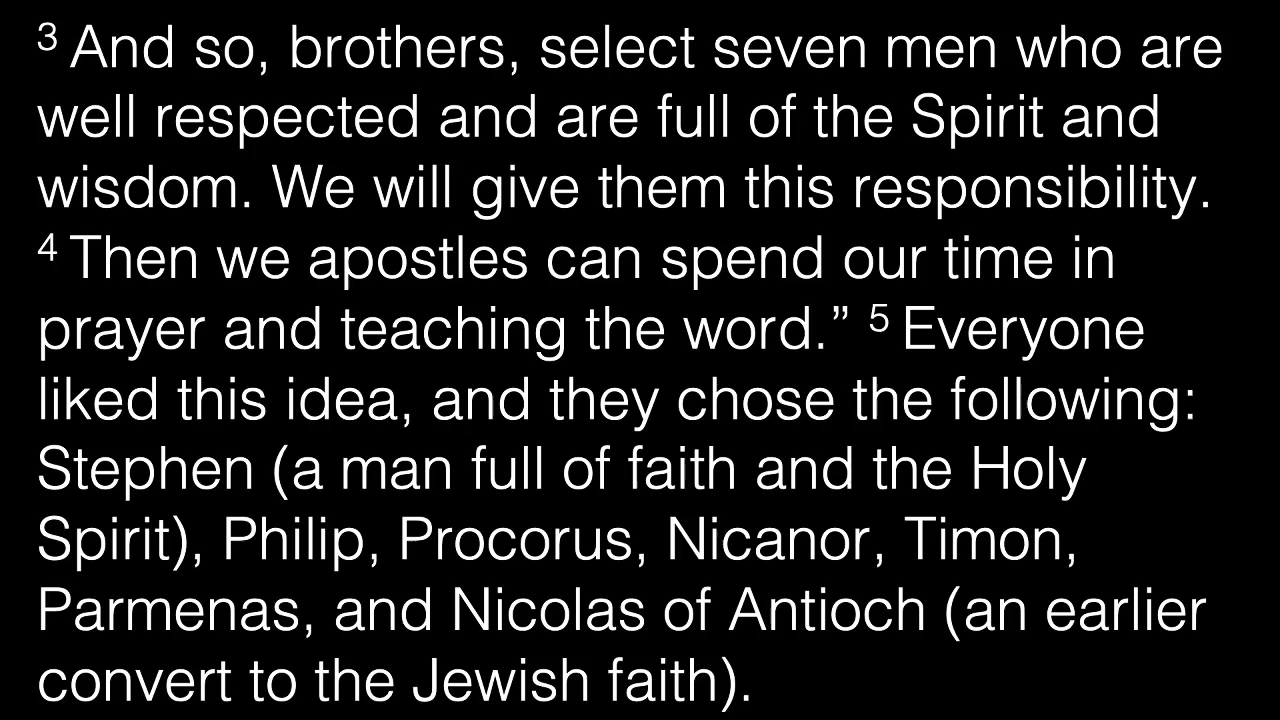 ³ And so, brothers, select seven men who are
well respected and are full of the Spirit and
wisdom. We will give them this responsibility.
⁴ Then we apostles can spend our time in
prayer and teaching the word.” ⁵ Everyone
liked this idea, and they chose the following:
Stephen (a man full of faith and the Holy
Spirit), Philip, Procorus, Nicanor, Timon,
Parmenas, and Nicolas of Antioch (an earlier
convert to the Jewish faith).